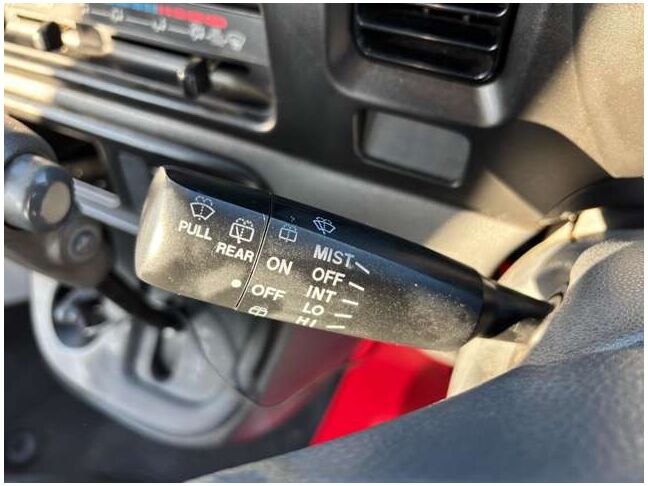 PULL
REAR
ON
OFF
MIST
OFF
INT
LO
HI